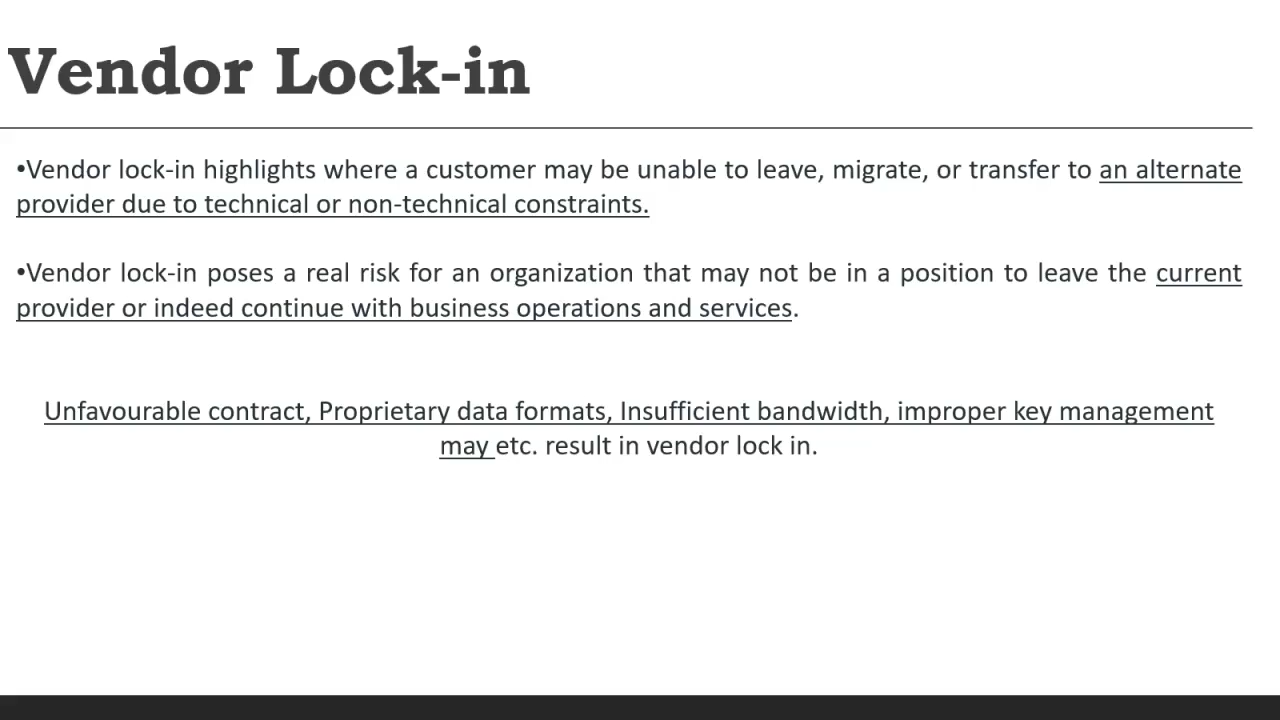 Vendor Lock-in
•Vendor lock-in highlights where a customer may be unable to leave, migrate, or transfer to an alternate
provider due to technical or non-technical constraints.
•Vendor lock-in poses a real risk for an organization that may not be in a position to leave the current
provider or indeed continue with business operations and services.
Unfavourable contract, Proprietary data formats, Insufficient bandwidth, improper key management
may etc. result in vendor lock in.